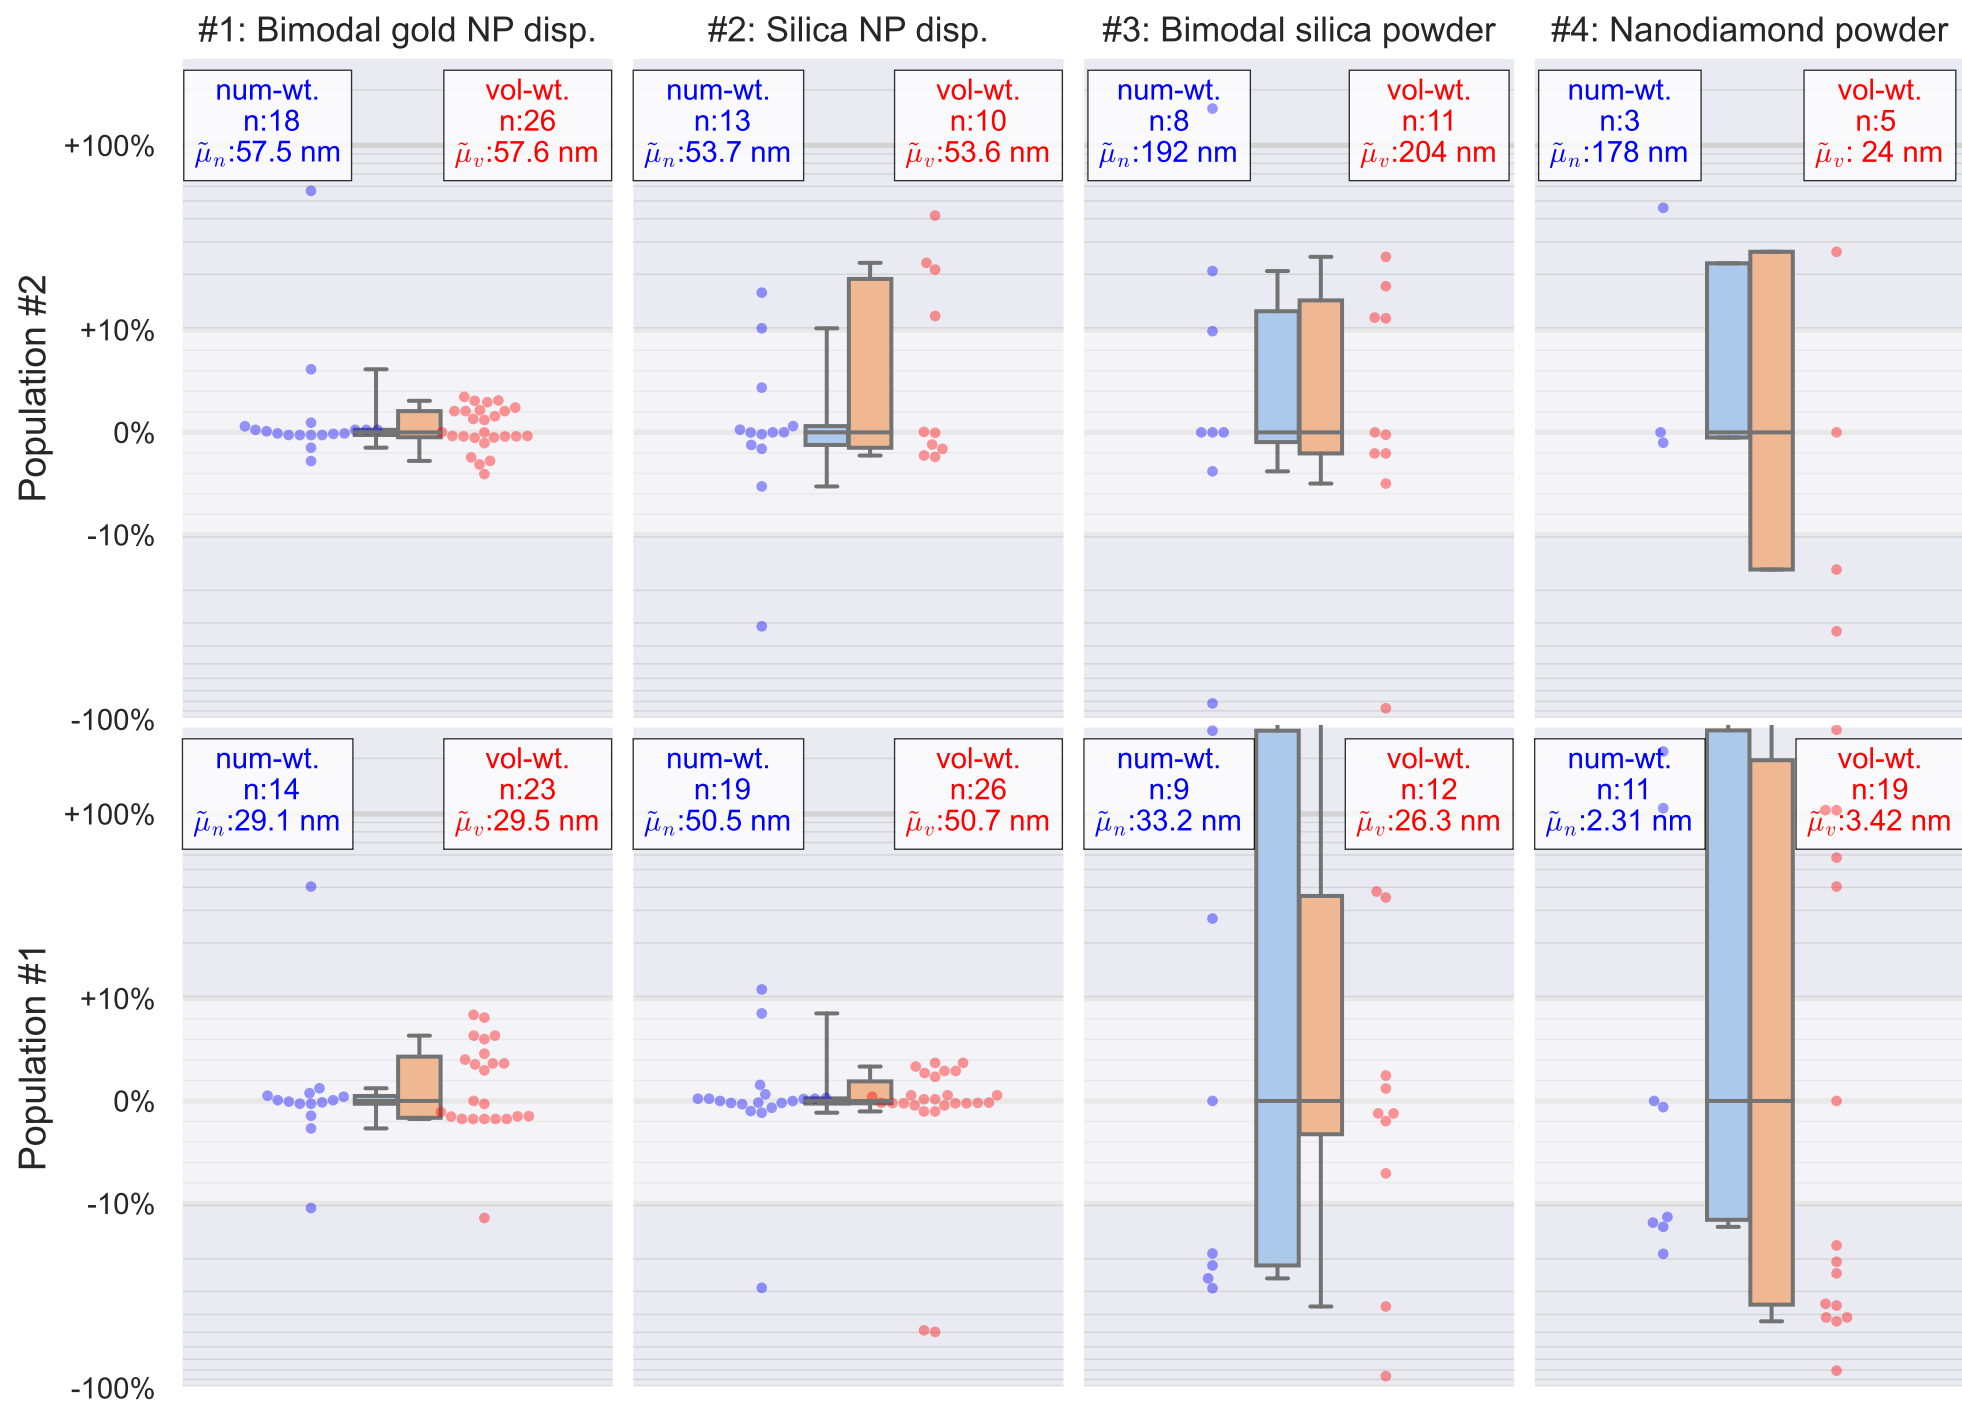 #1: Bimodal gold NP disp.
#2: Silica NP disp.
#3: Bimodal silica powder
#4: Nanodiamond powder
Population #2
+100%
+10%
0%
-10%
-100%
num-wt.
n:18
μ̃ₙ:57.5 nm
vol-wt.
n:26
μ̃ᵥ:57.6 nm
num-wt.
n:13
μ̃ₙ:53.7 nm
vol-wt.
n:10
μ̃ᵥ:53.6 nm
num-wt.
n:8
μ̃ₙ:192 nm
vol-wt.
n:11
μ̃ᵥ:204 nm
num-wt.
n:3
μ̃ₙ:178 nm
vol-wt.
n:5
μ̃ᵥ: 24 nm
Population #1
+100%
+10%
0%
-10%
-100%
num-wt.
n:14
μ̃ₙ:29.1 nm
vol-wt.
n:23
μ̃ᵥ:29.5 nm
num-wt.
n:19
μ̃ₙ:50.5 nm
vol-wt.
n:26
μ̃ᵥ:50.7 nm
num-wt.
n:9
μ̃ₙ:33.2 nm
vol-wt.
n:12
μ̃ᵥ:26.3 nm
num-wt.
n:11
μ̃ₙ:2.31 nm
vol-wt.
n:19
μ̃ᵥ:3.42 nm